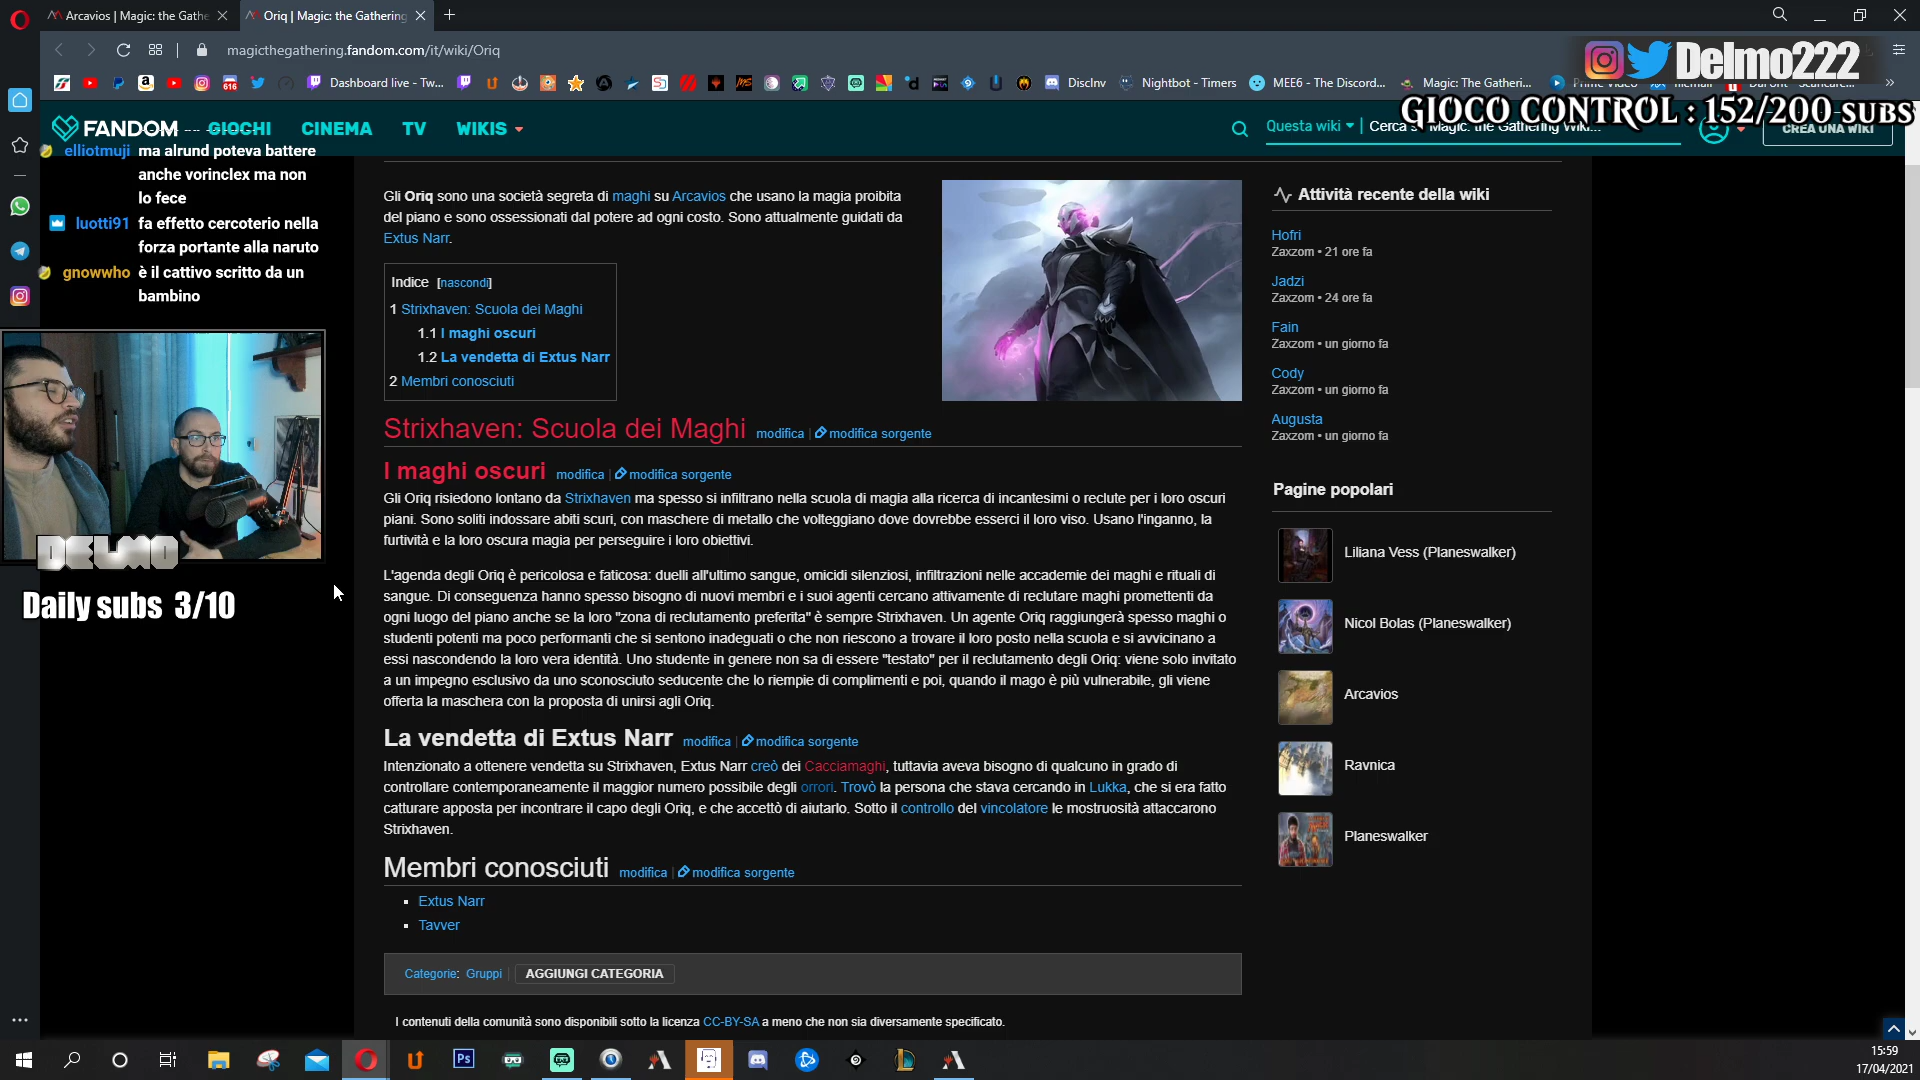 Arcavios | Magic: the Gathe
Oriq | Magic: the Gathering
magicthegathering.fandom.com/it/wiki/Oriq
Delmo222
616
Dashboard live - Tw...
DiscInv
Nightbot - Timers
MEE6 - The Discord...
Magic: The Gatheri...
GIOCO CONTROL : 152/200 SUBS
FANDOM
GIOCHI
CINEMA
TV
WIKIS
Questa wiki
CREA UNA WIKI
elliotmuji ma alrund poteva battere
anche vorinclex ma non
lo fece
luotti91 fa effetto cercoterio nella
forza portante alla naruto
gnowwho è il cattivo scritto da un
bambino
DELMO
Daily subs 3/10
Gli Oriq sono una società segreta di maghi su Arcavios che usano la magia proibita
del piano e sono ossessionati dal potere ad ogni costo. Sono attualmente guidati da
Extus Narr.
Indice [nascondi]
1 Strixhaven: Scuola dei Maghi
1.1 I maghi oscuri
1.2 La vendetta di Extus Narr
2 Membri conosciuti
Strixhaven: Scuola dei Maghi modifica | modifica sorgente
I maghi oscuri modifica | modifica sorgente
Gli Oriq risiedono lontano da Strixhaven ma spesso si infiltrano nella scuola di magia alla ricerca di incantesimi o reclute per i loro oscuri
piani. Sono soliti indossare abiti scuri, con maschere di metallo che volteggiano dove dovrebbe esserci il loro viso. Usano l'inganno, la
furtività e la loro oscura magia per perseguire i loro obiettivi.
L'agenda degli Oriq è pericolosa e faticosa: duelli all'ultimo sangue, omicidi silenziosi, infiltrazioni nelle accademie dei maghi e rituali di
sangue. Di conseguenza hanno spesso bisogno di nuovi membri e i suoi agenti cercano attivamente di reclutare maghi promettenti da
ogni luogo del piano anche se la loro "zona di reclutamento preferita" è sempre Strixhaven. Un agente Oriq raggiungerà spesso maghi o
studenti potenti ma poco performanti che si sentono inadeguati o che non riescono a trovare il loro posto nella scuola e si avvicinano a
essi nascondendo la loro vera identità. Uno studente in genere non sa di essere "testato" per il reclutamento degli Oriq: viene solo invitato
a un impegno esclusivo da uno sconosciuto seducente che lo riempie di complimenti e poi, quando il mago è più vulnerabile, gli viene
offerta la maschera con la proposta di unirsi agli Oriq.
La vendetta di Extus Narr modifica | modifica sorgente
Intenzionato a ottenere vendetta su Strixhaven, Extus Narr creò dei Cacciamaghi, tuttavia aveva bisogno di qualcuno in grado di
controllare contemporaneamente il maggior numero possibile degli orrori. Trovò la persona che stava cercando in Lukka, che si era fatto
catturare apposta per incontrare il capo degli Oriq, e che accettò di aiutarlo. Sotto il controllo del vincolatore le mostruosità attaccarono
Strixhaven.
Membri conosciuti modifica | modifica sorgente
Extus Narr
Tavver
Categorie: Gruppi AGGIUNGI CATEGORIA
I contenuti della comunità sono disponibili sotto la licenza CC-BY-SA a meno che non sia diversamente specificato.
Attività recente della wiki
Hofri
Zaxzom • 21 ore fa
Jadzi
Zaxzom • 24 ore fa
Fain
Zaxzom • un giorno fa
Cody
Zaxzom • un giorno fa
Augusta
Zaxzom • un giorno fa
Pagine popolari
Liliana Vess (Planeswalker)
Nicol Bolas (Planeswalker)
Arcavios
Ravnica
Planeswalker
Ps
15:59
17/04/2021